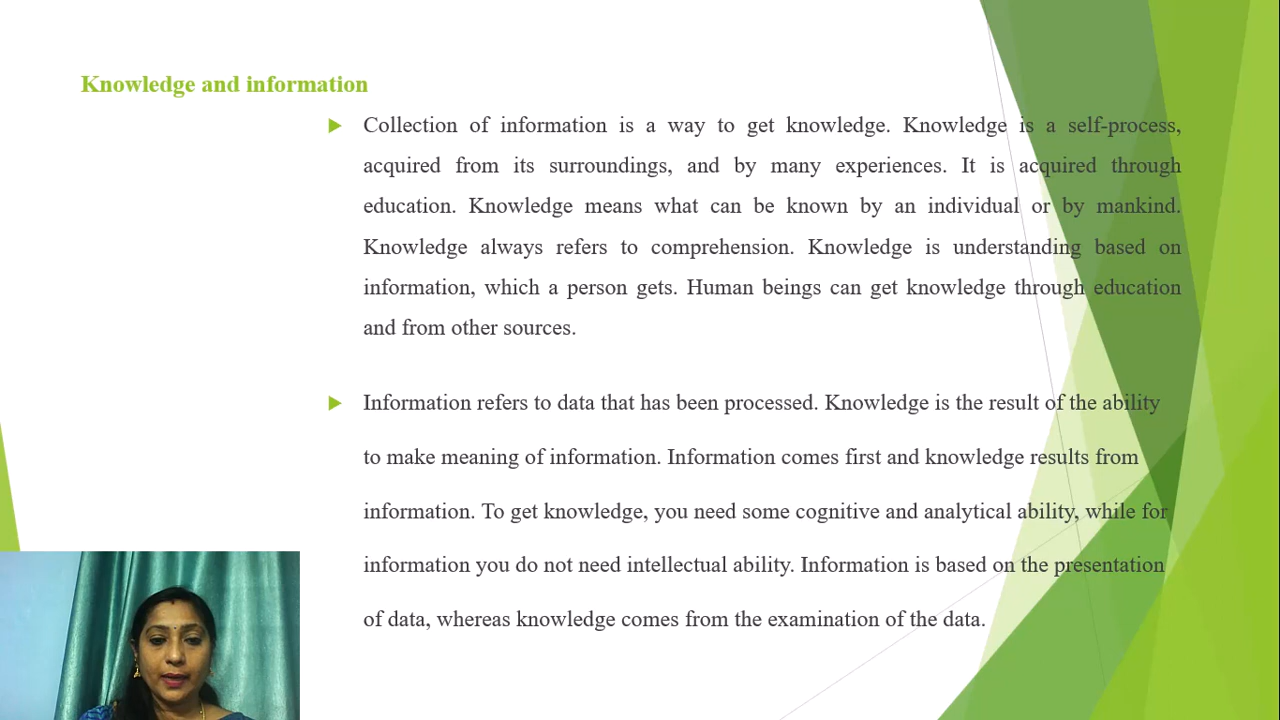 Knowledge and information
Collection of information is a way to get knowledge. Knowledge is a self-process,
acquired from its surroundings, and by many experiences. It is acquired through
education. Knowledge means what can be known by an individual or by mankind.
Knowledge always refers to comprehension. Knowledge is understanding based on
information, which a person gets. Human beings can get knowledge through education
and from other sources.
Information refers to data that has been processed. Knowledge is the result of the ability
to make meaning of information. Information comes first and knowledge results from
information. To get knowledge, you need some cognitive and analytical ability, while for
information you do not need intellectual ability. Information is based on the presentation
of data, whereas knowledge comes from the examination of the data.